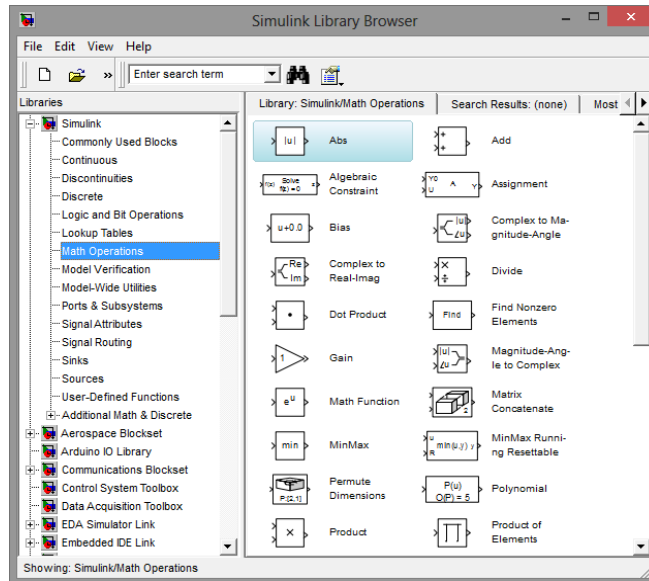 Simulink Library Browser
File Edit View Help
» Enter search term
Libraries
Library: Simulink/Math Operations Search Results: (none) Most
Simulink
Commonly Used Blocks
Continuous
Discontinuities
Discrete
Logic and Bit Operations
Lookup Tables
Math Operations
Model Verification
Model-Wide Utilities
Ports & Subsystems
Signal Attributes
Signal Routing
Sinks
Sources
User-Defined Functions
Additional Math & Discrete
Aerospace Blockset
Arduino IO Library
Communications Blockset
Control System Toolbox
Data Acquisition Toolbox
EDA Simulator Link
Embedded IDE Link
|u| Abs
+
+
Add
f(x) Solve f(z) = 0 z
Algebraic
Constraint
Y0
U A Y
Assignment
u+0.0 Bias
|u|
∠u
Complex to Ma-
gnitude-Angle
Re
Im
Complex to
Real-Imag
×
÷
Divide
Dot Product
Find
Find Nonzero
Elements
1 Gain
|u|
∠u
Magnitude-Ang-
le to Complex
eᵘ Math Function
2
Matrix
Concatenate
min MinMax
u
R min(u,y) y
MinMax Runni-
ng Resettable
P:[2,1]
Permute
Dimensions
P(u)
O(P) = 5
Polynomial
× Product
∏
Product of
Elements
Showing: Simulink/Math Operations